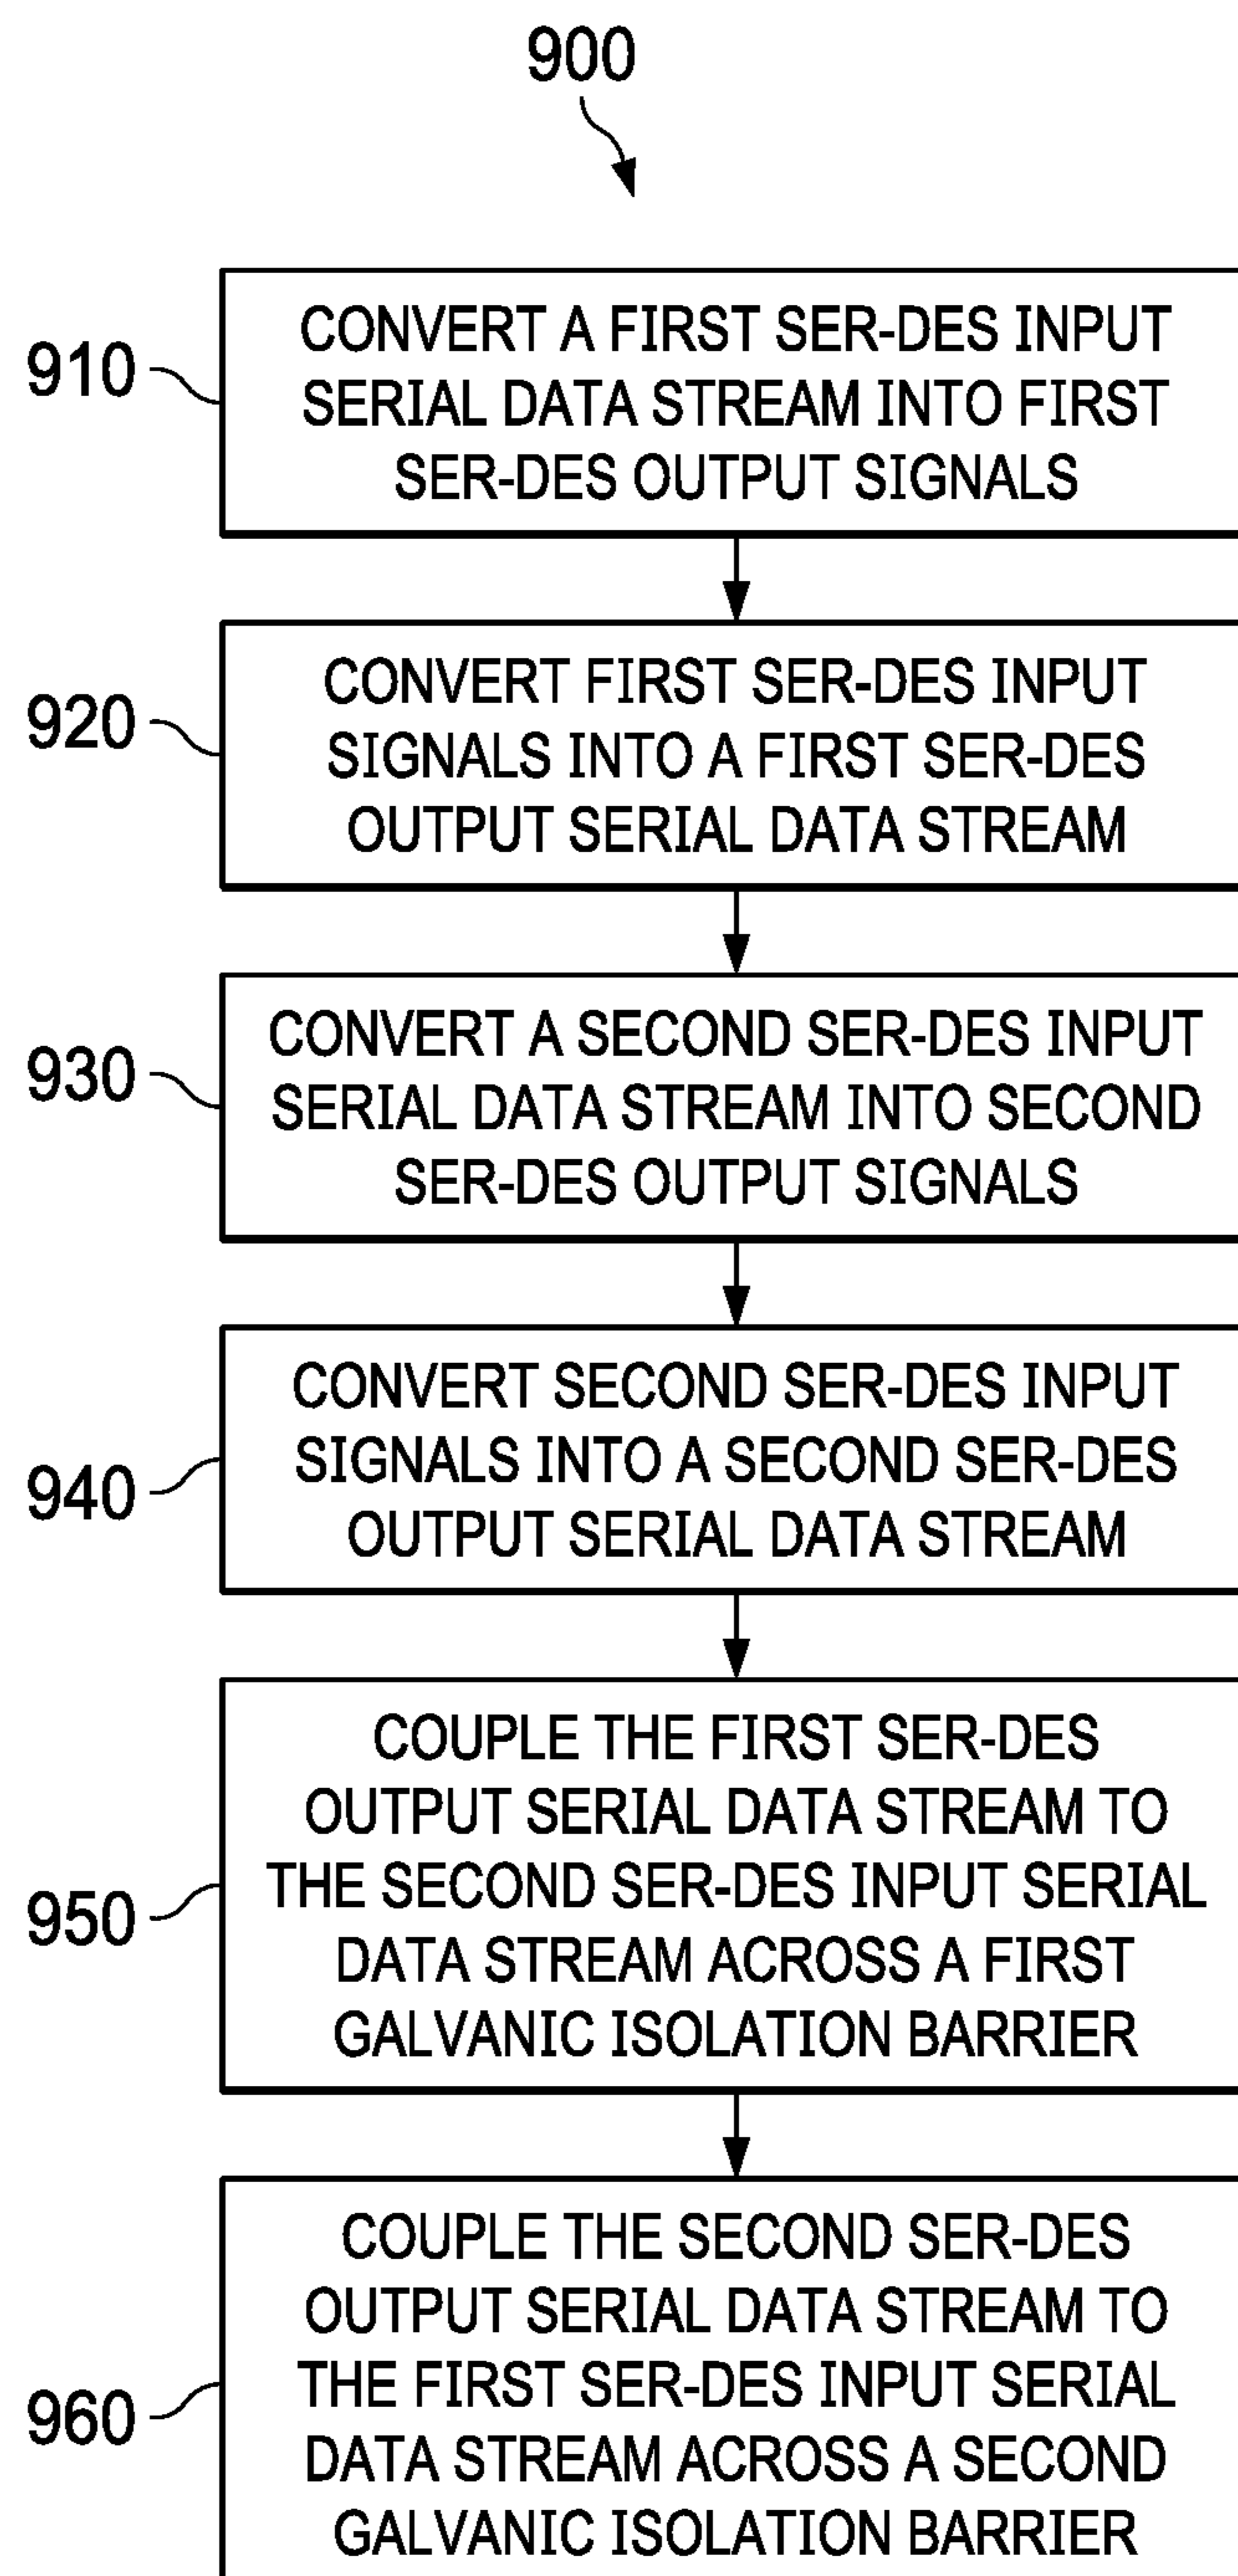 900
910
CONVERT A FIRST SER-DES INPUT
SERIAL DATA STREAM INTO FIRST
SER-DES OUTPUT SIGNALS
920
CONVERT FIRST SER-DES INPUT
SIGNALS INTO A FIRST SER-DES
OUTPUT SERIAL DATA STREAM
930
CONVERT A SECOND SER-DES INPUT
SERIAL DATA STREAM INTO SECOND
SER-DES OUTPUT SIGNALS
940
CONVERT SECOND SER-DES INPUT
SIGNALS INTO A SECOND SER-DES
OUTPUT SERIAL DATA STREAM
950
COUPLE THE FIRST SER-DES
OUTPUT SERIAL DATA STREAM TO
THE SECOND SER-DES INPUT SERIAL
DATA STREAM ACROSS A FIRST
GALVANIC ISOLATION BARRIER
960
COUPLE THE SECOND SER-DES
OUTPUT SERIAL DATA STREAM TO
THE FIRST SER-DES INPUT SERIAL
DATA STREAM ACROSS A SECOND
GALVANIC ISOLATION BARRIER